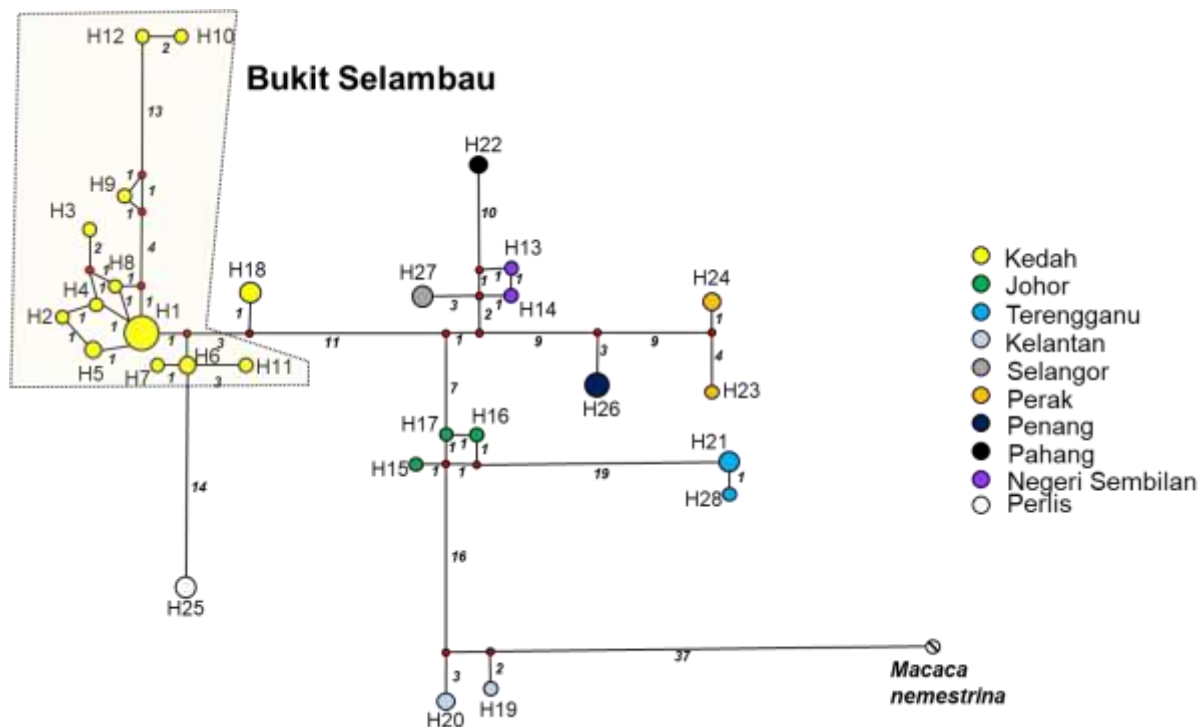 H12
2
H10
Bukit Selambau
13
1
H9
1
1
H3
2
4
H8
1
1
1
H4
1
1
H2
1
H1
1
1
H5
1
1
3
H6
H7
1
3
H11
H18
1
11
14
H25
H22
10
H13
1
1
1
H27
3
1
H14
2
1
9
9
3
H26
H24
1
4
H23
7
H17
H16
1
1
1
H15
1
1
19
H21
1
H28
16
3
H20
2
H19
37
Macaca
nemestrina
Kedah
Johor
Terengganu
Kelantan
Selangor
Perak
Penang
Pahang
Negeri Sembilan
Perlis